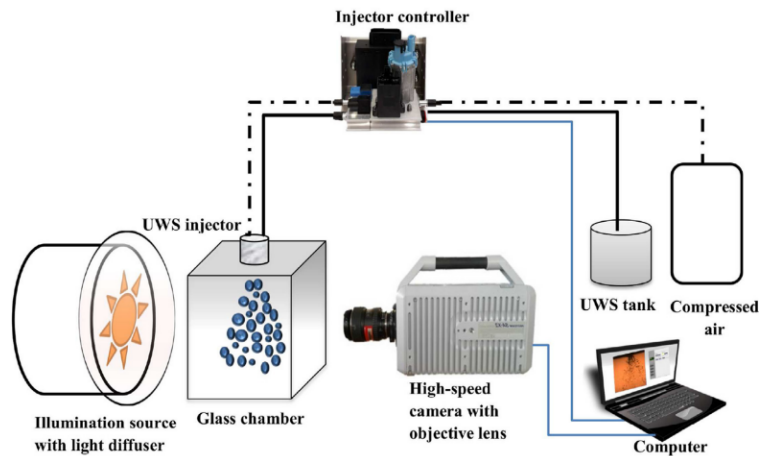 Injector controller
UWS injector
UWS tank
Compressed
air
Illumination source
with light diffuser
Glass chamber
High-speed
camera with
objective lens
Computer